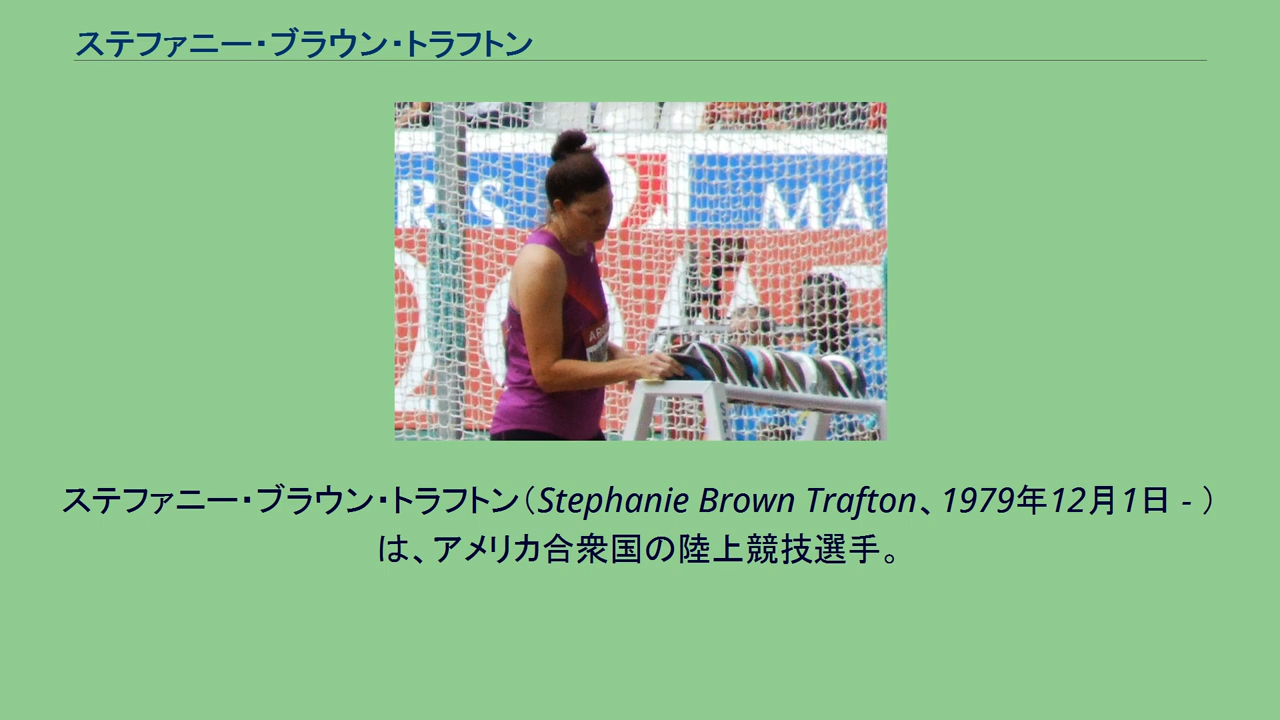 ステファニー・ブラウン・トラフトン
RS
MA
ステファニー・ブラウン・トラフトン（Stephanie Brown Trafton、1979年12月1日 - ）
は、アメリカ合衆国の陸上競技選手。